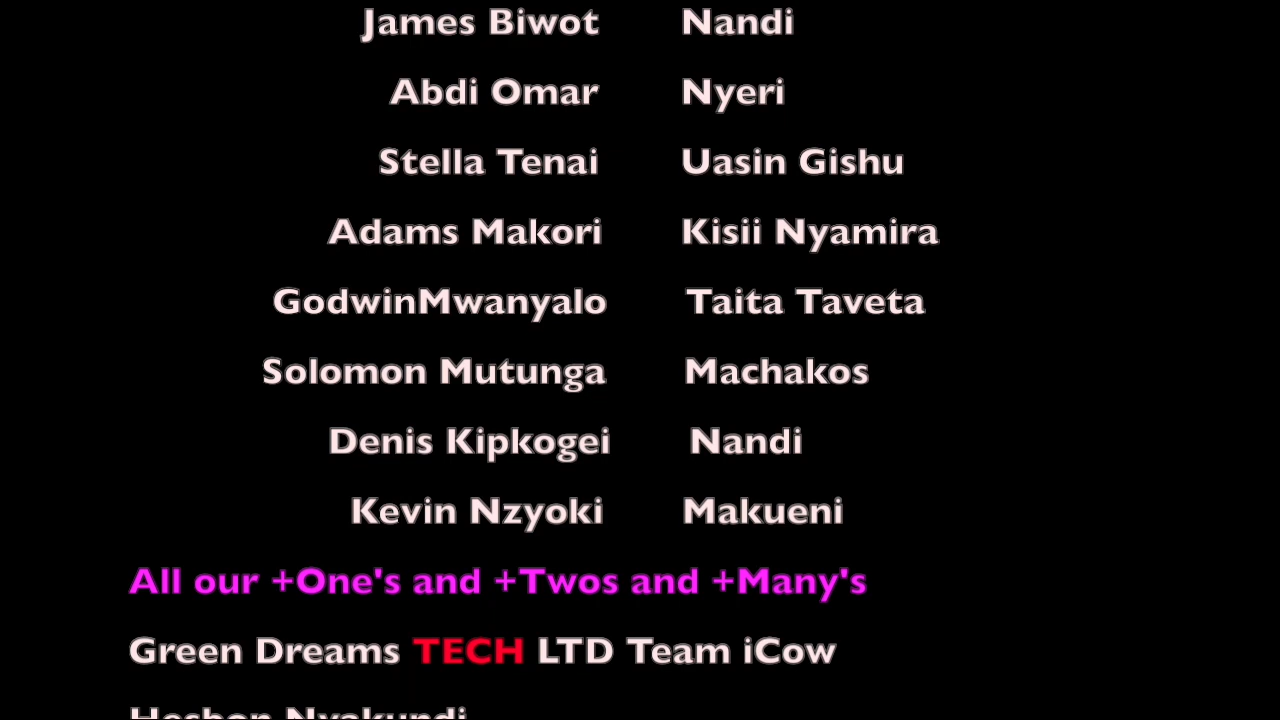 James Biwot Nandi
Abdi Omar Nyeri
Stella Tenai Uasin Gishu
Adams Makori Kisii Nyamira
GodwinMwanyalo Taita Taveta
Solomon Mutunga Machakos
Denis Kipkogei Nandi
Kevin Nzyoki Makueni
All our +One's and +Twos and +Many's
Green Dreams TECH LTD Team iCow
Heshon Nyakundi